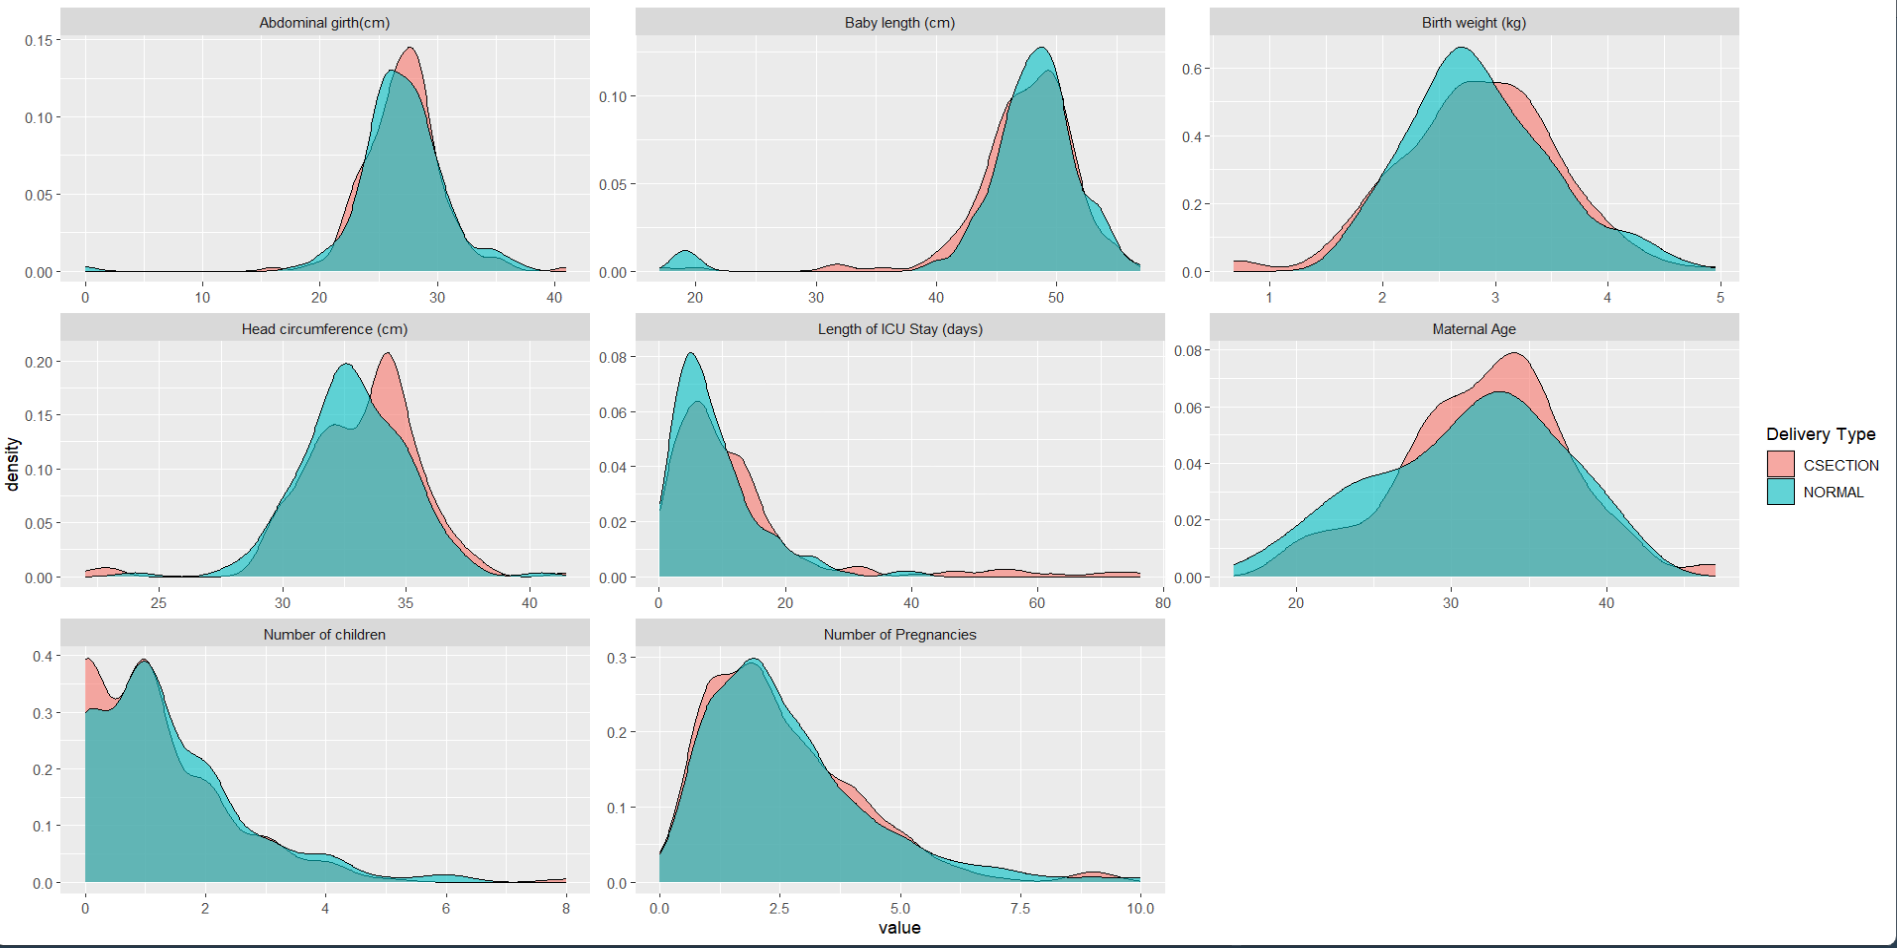 Abdominal girth(cm)
Baby length (cm)
Birth weight (kg)
0.15
0.10
0.05
0.00
0 10 20 30 40
0.10
0.05
0.00
20 30 40 50
0.6
0.4
0.2
0.0
1 2 3 4 5
Head circumference (cm)
Length of ICU Stay (days)
Maternal Age
0.20
0.15
0.10
0.05
0.00
25 30 35 40
0.08
0.06
0.04
0.02
0.00
0 20 40 60 80
0.08
0.06
0.04
0.02
0.00
20 30 40
Number of children
Number of Pregnancies
0.4
0.3
0.2
0.1
0.0
0 2 4 6 8
0.3
0.2
0.1
0.0
0.0 2.5 5.0 7.5 10.0
density
value
Delivery Type
CSECTION
NORMAL